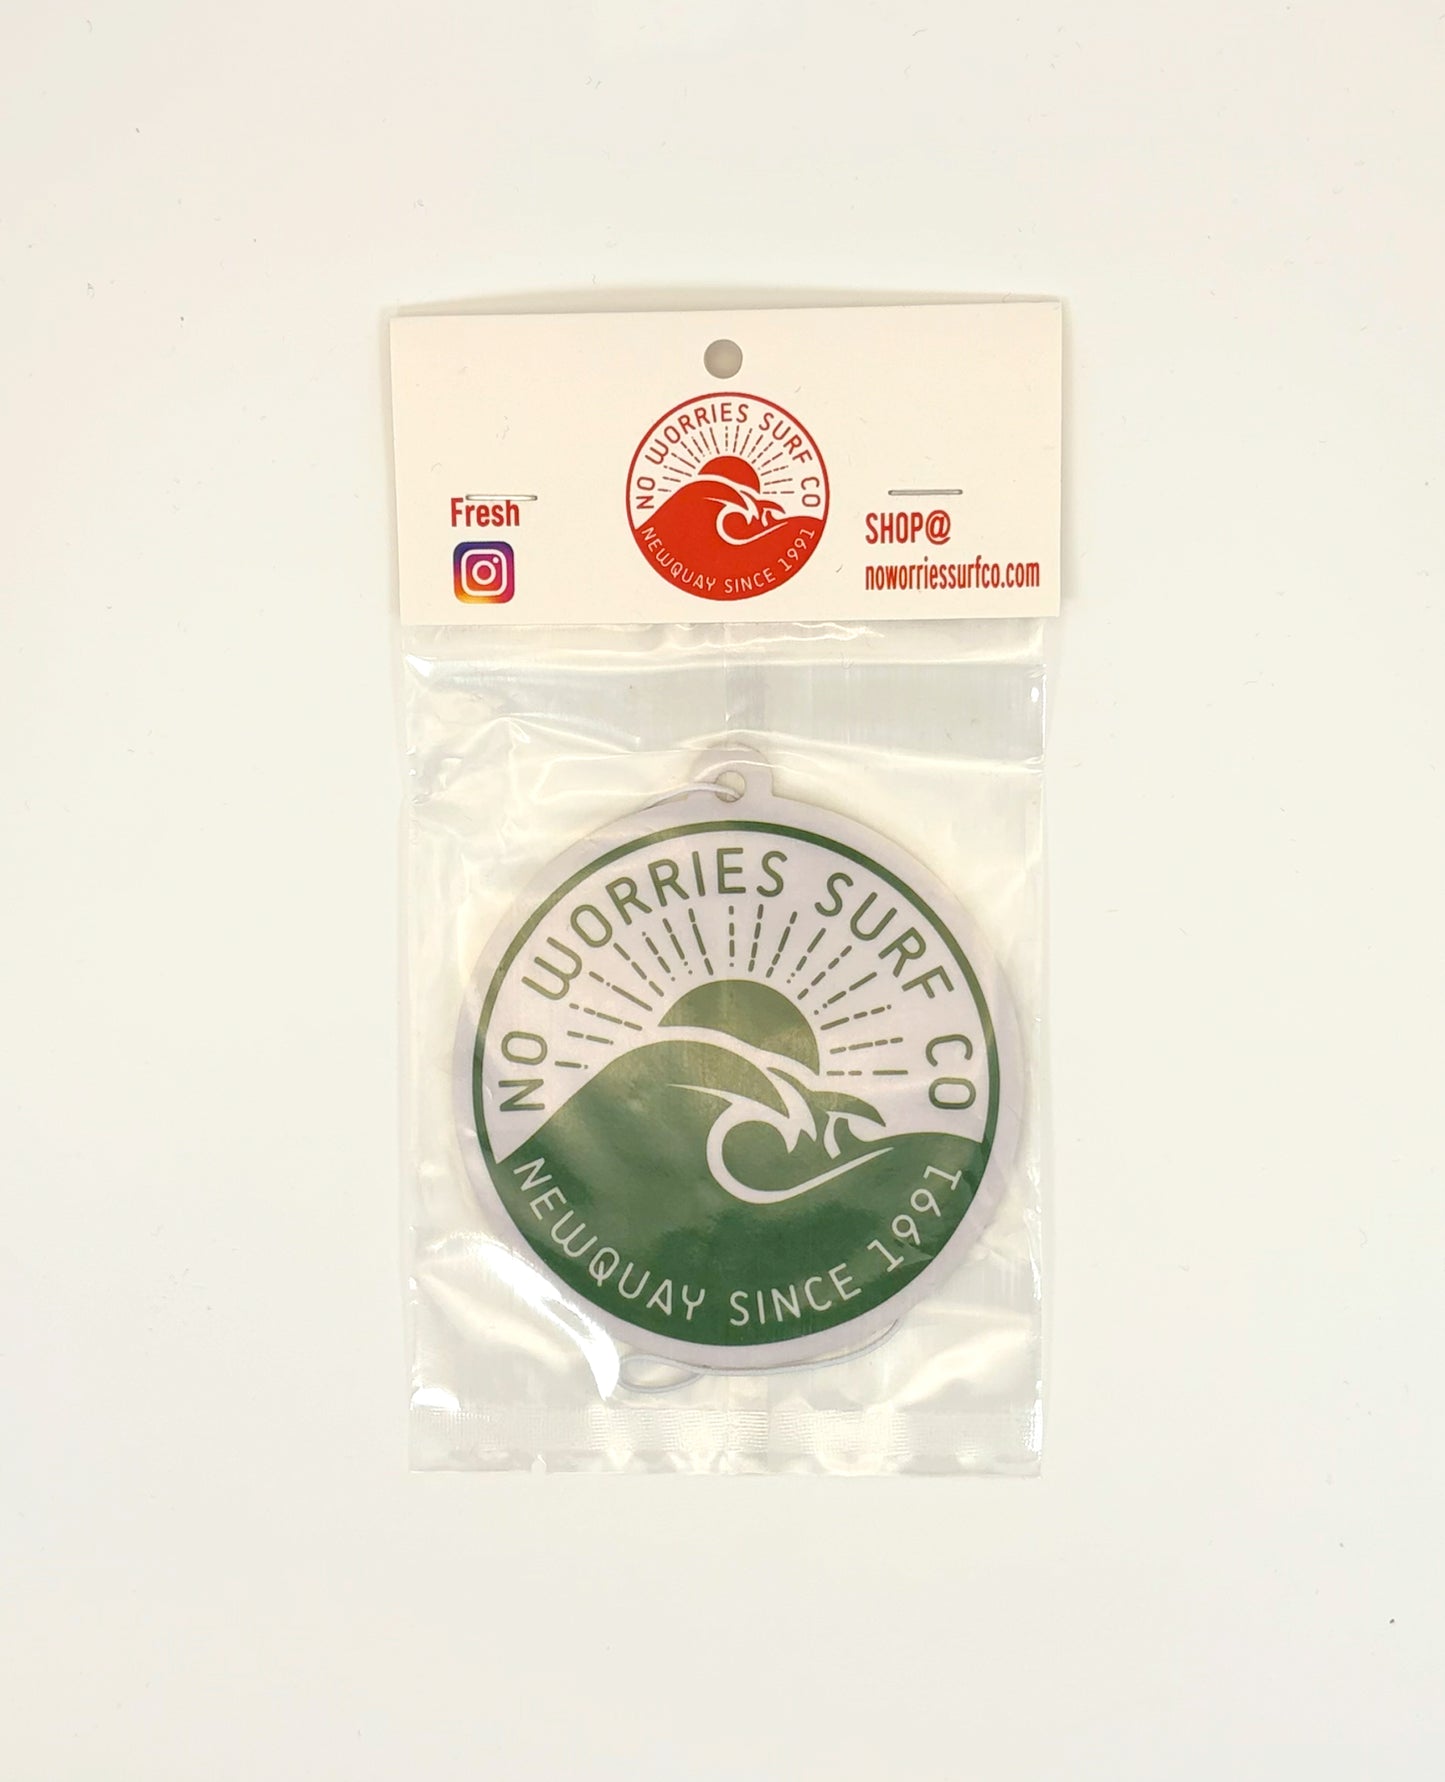 NO WORRIES SURF CO
NEWQUAY SINCE 1991
Fresh
SHOP@
noworriessurfco.com
NO WORRIES SURF CO
NEWQUAY SINCE 1991